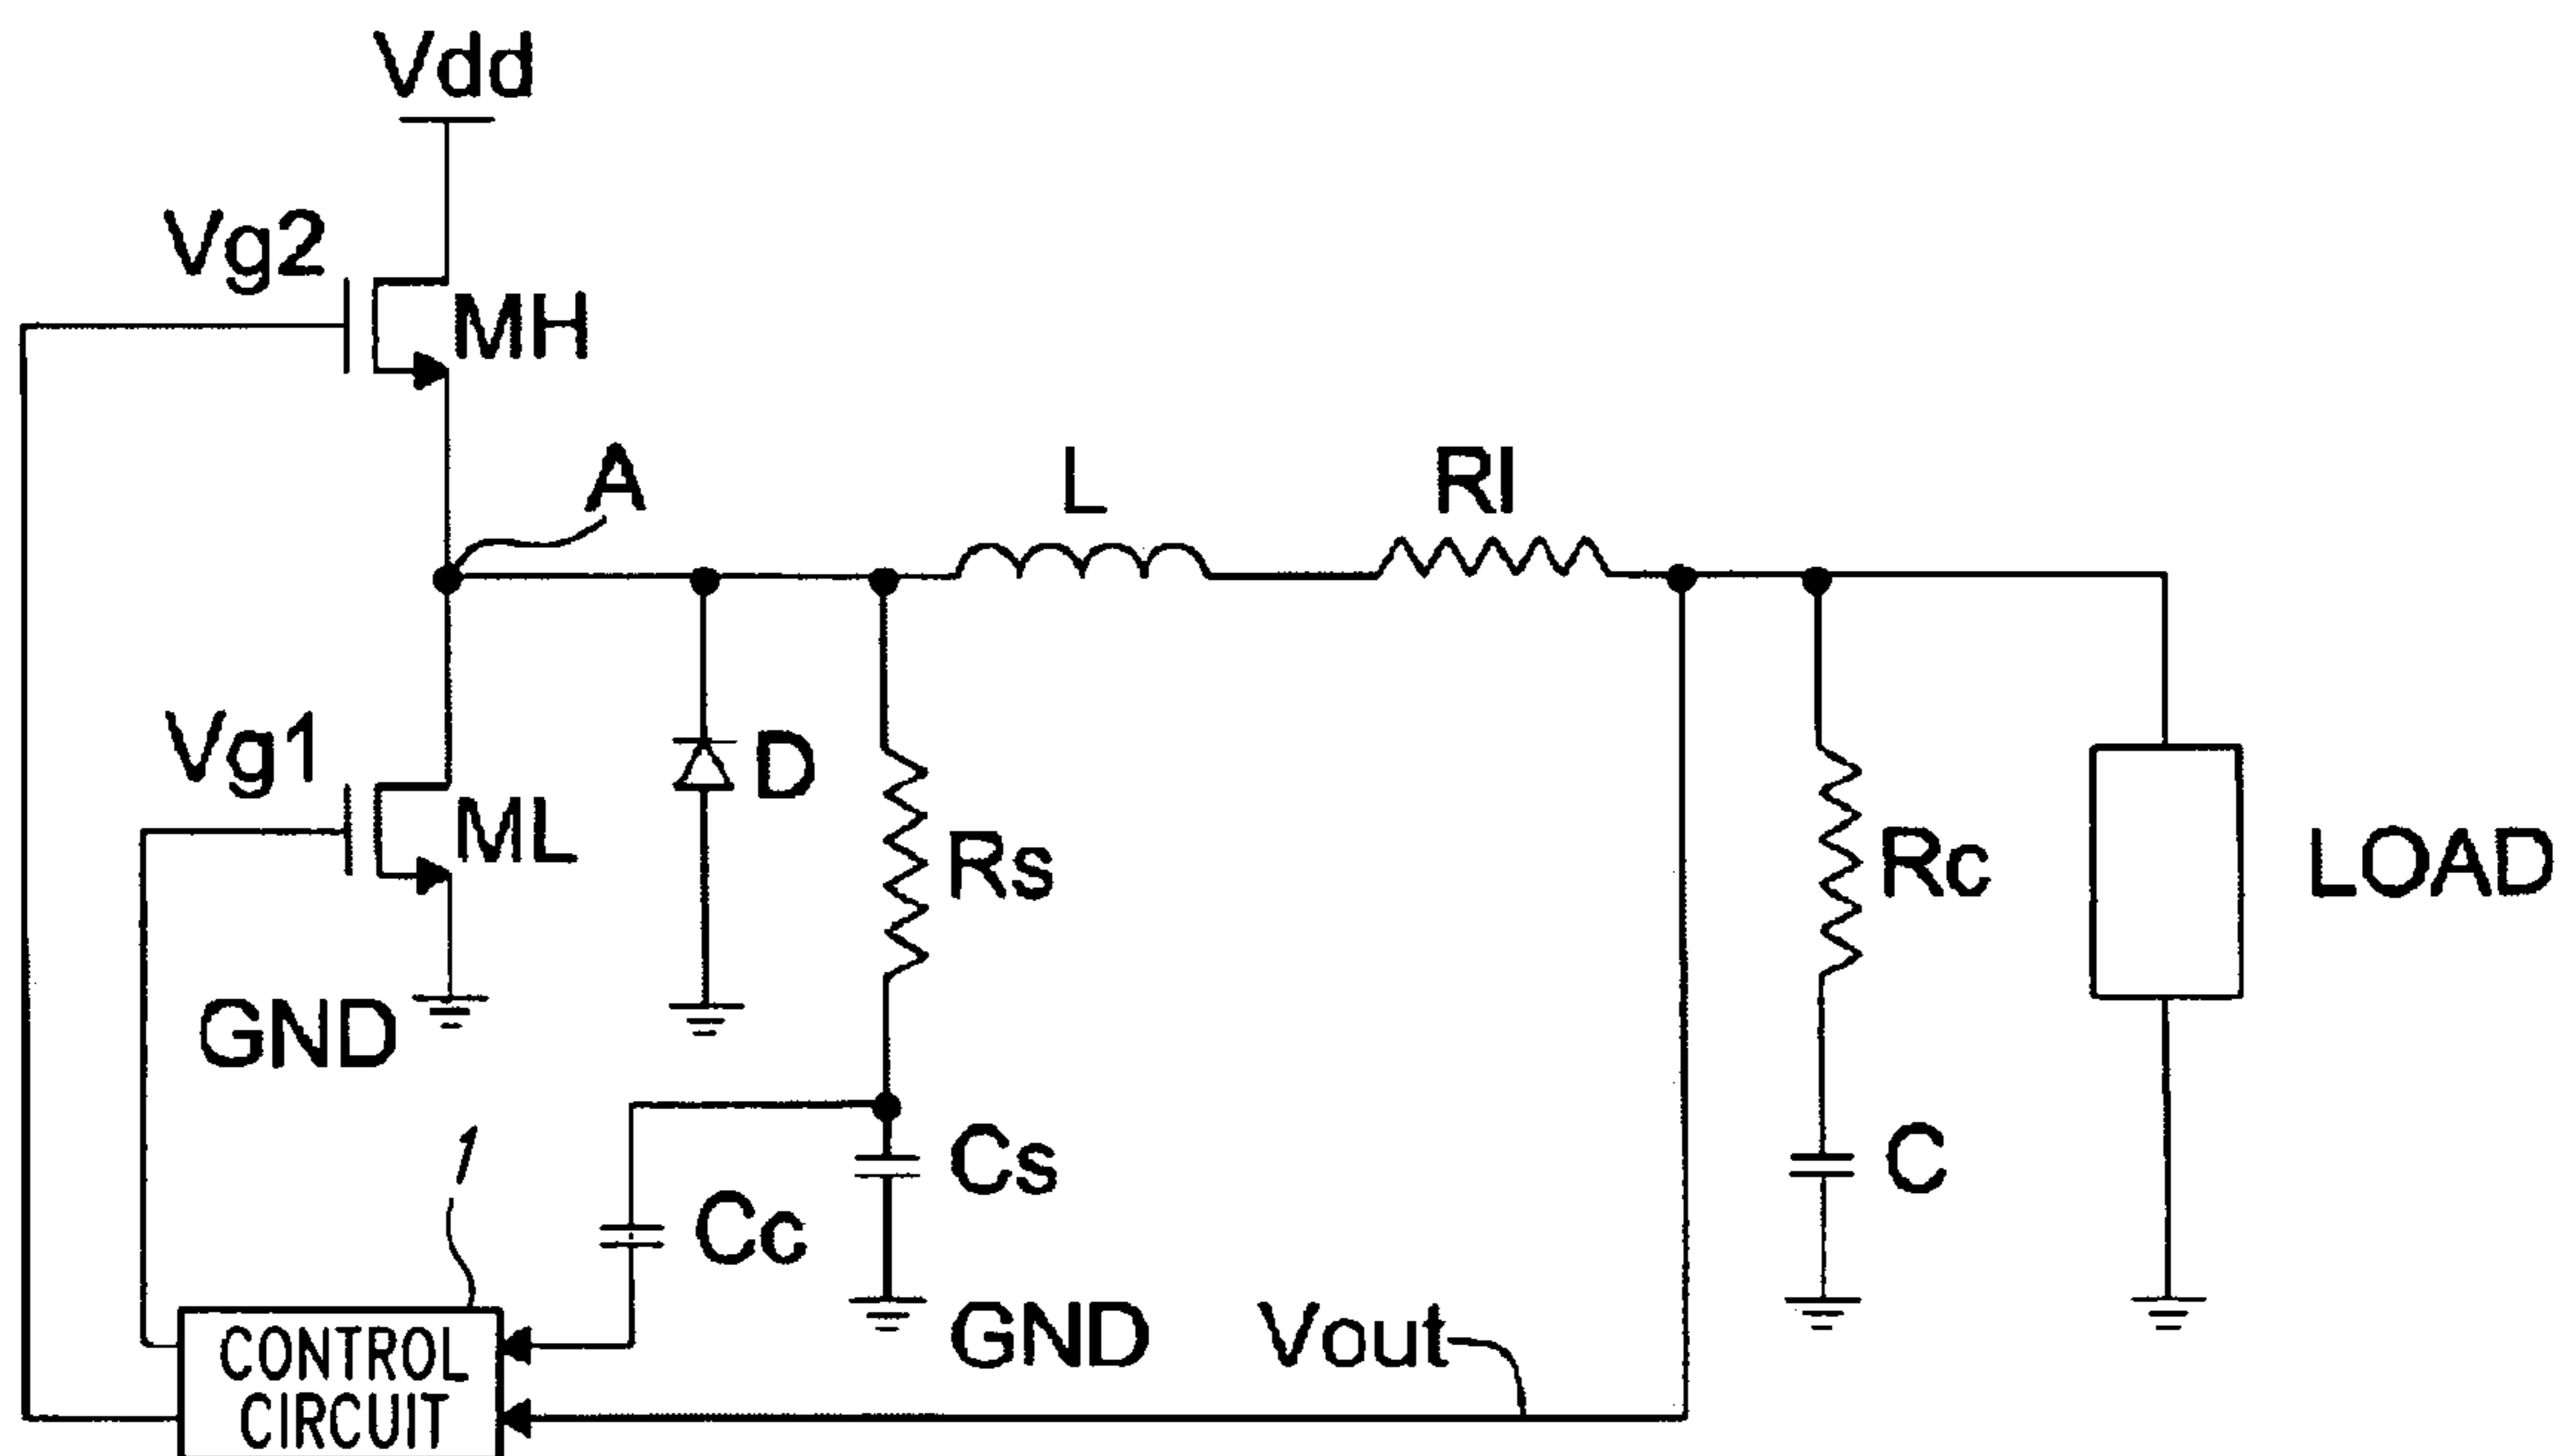 Vdd
Vg2
MH
A
L
Rl
Vg1
ML
D
Rs
Rc
LOAD
GND
1
Cs
C
Cc
GND
Vout
CONTROL
CIRCUIT